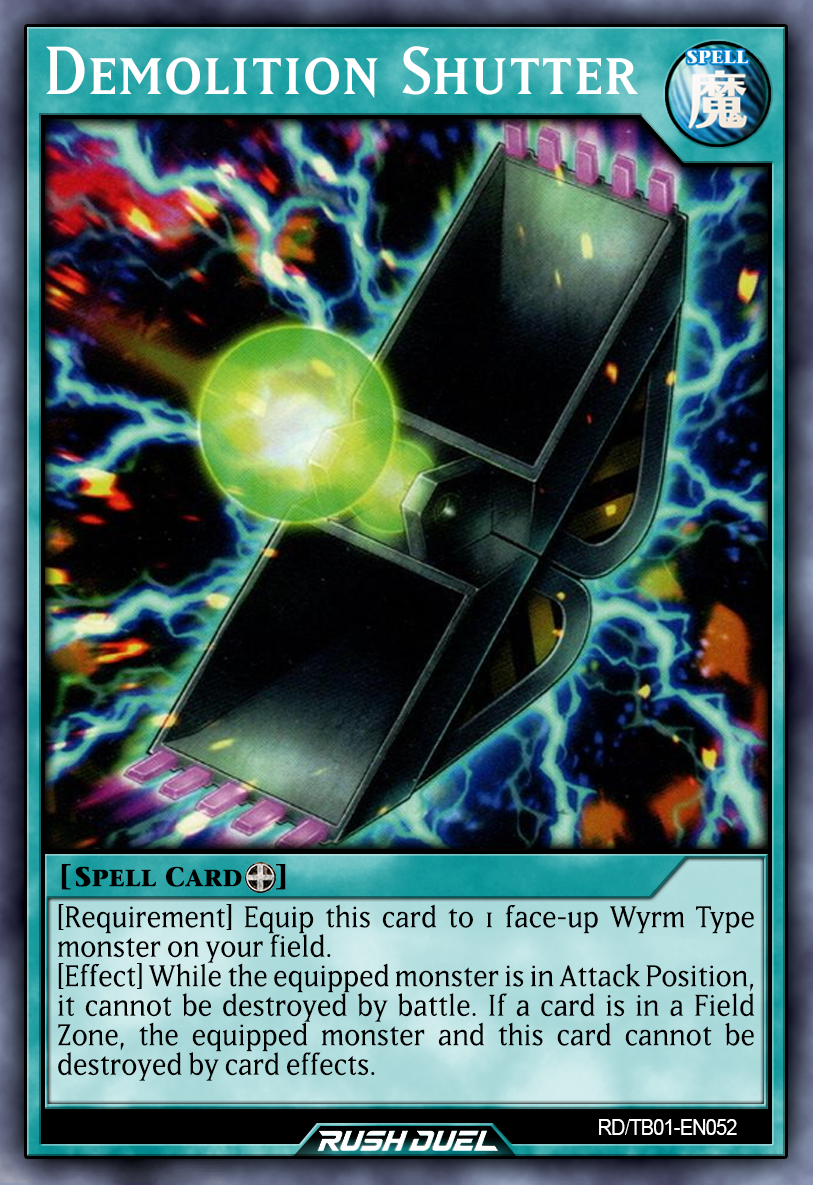 Demolition Shutter
SPELL
魔
[Spell Card]
[Requirement] Equip this card to 1 face-up Wyrm Type
monster on your field.
[Effect] While the equipped monster is in Attack Position,
it cannot be destroyed by battle. If a card is in a Field
Zone, the equipped monster and this card cannot be
destroyed by card effects.
RD/TB01-EN052
RUSH DUEL